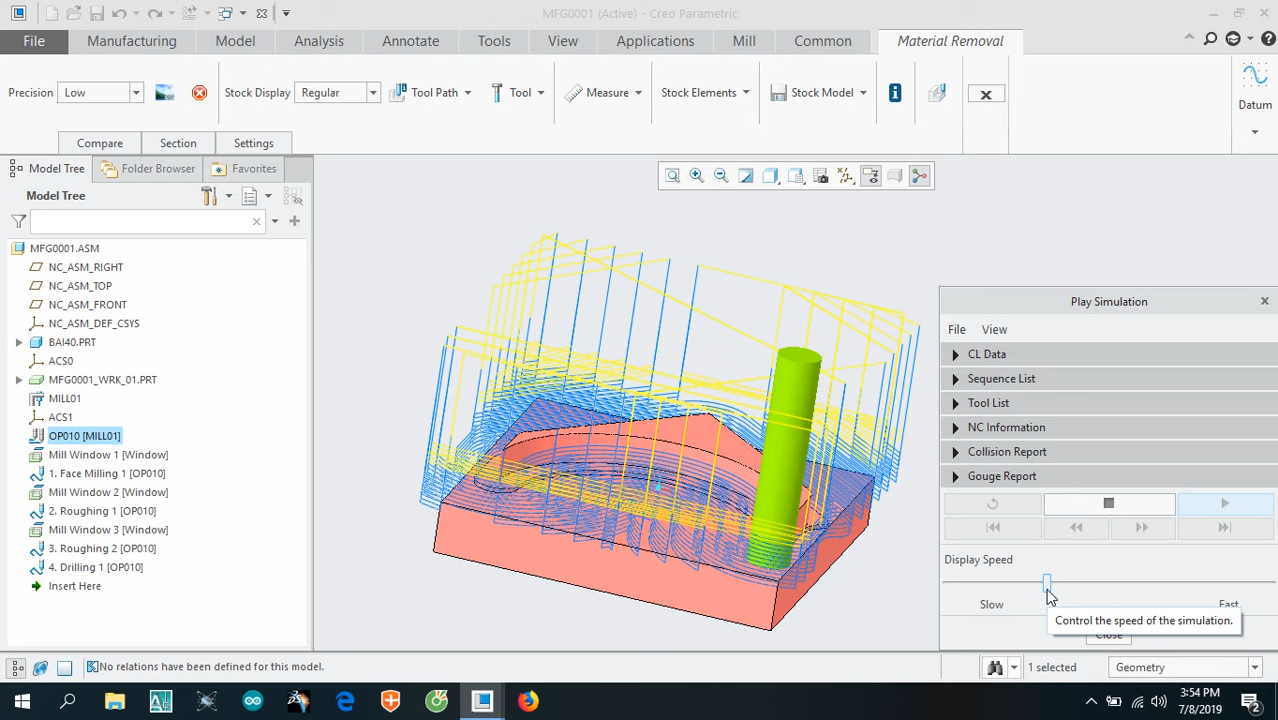 MFG0001 (Active) - Creo Parametric
File Manufacturing Model Analysis Annotate Tools View Applications Mill Common Material Removal
Precision Low Stock Display Regular Tool Path Tool Measure Stock Elements Stock Model Datum
Compare Section Settings
Model Tree Folder Browser Favorites
Model Tree
MFG0001.ASM
NC_ASM_RIGHT
NC_ASM_TOP
NC_ASM_FRONT
NC_ASM_DEF_CSYS
BAI40.PRT
ACS0
MFG0001_WRK_01.PRT
MILL01
ACS1
OP010 [MILL01]
Mill Window 1 [Window]
1. Face Milling 1 [OP010]
Mill Window 2 [Window]
2. Roughing 1 [OP010]
Mill Window 3 [Window]
3. Roughing 2 [OP010]
4. Drilling 1 [OP010]
Insert Here
Play Simulation
File View
CL Data
Sequence List
Tool List
NC Information
Collision Report
Gouge Report
Display Speed
Slow Fast
Control the speed of the simulation.
Close
No relations have been defined for this model.
1 selected Geometry
3:54 PM
7/8/2019
2